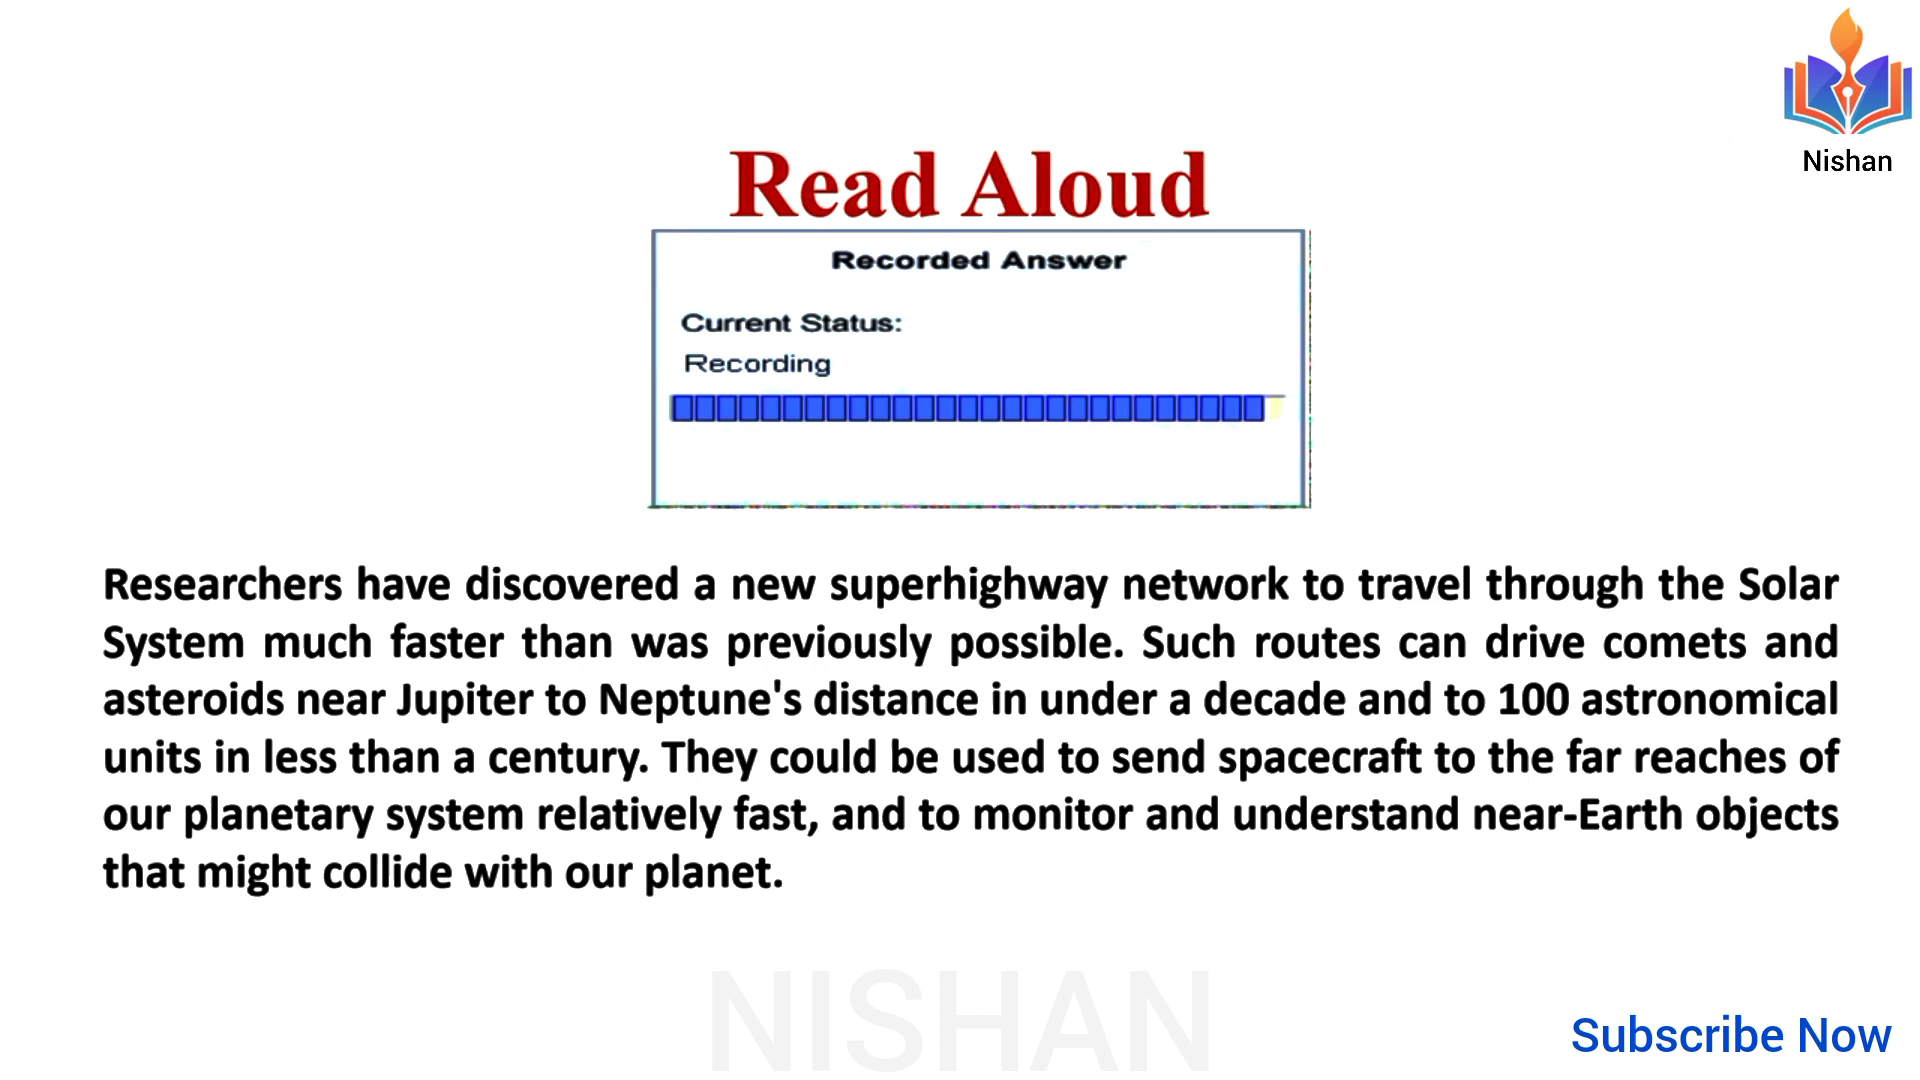 Nishan
Read Aloud
Recorded Answer
Current Status:
Recording
Researchers have discovered a new superhighway network to travel through the Solar
System much faster than was previously possible. Such routes can drive comets and
asteroids near Jupiter to Neptune's distance in under a decade and to 100 astronomical
units in less than a century. They could be used to send spacecraft to the far reaches of
our planetary system relatively fast, and to monitor and understand near-Earth objects
that might collide with our planet.
NISHAN
Subscribe Now